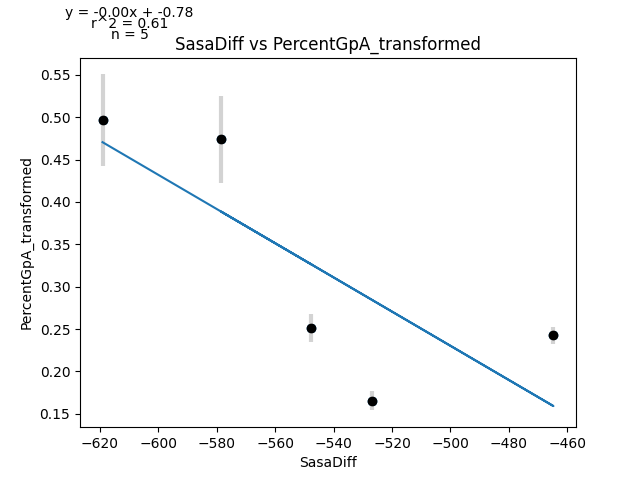 y = -0.00x + -0.78
r^2 = 0.61
n = 5
SasaDiff vs PercentGpA_transformed
0.55
0.50
0.45
0.40
0.35
0.30
0.25
0.20
0.15
PercentGpA_transformed
−620 −600 −580 −560 −540 −520 −500 −480 −460
SasaDiff